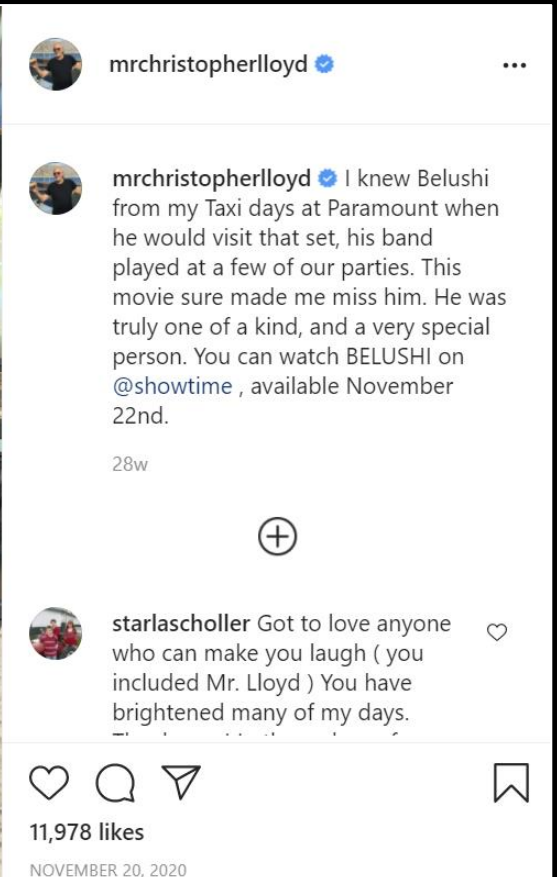 mrchristopherlloyd
mrchristopherlloyd I knew Belushi
from my Taxi days at Paramount when
he would visit that set, his band
played at a few of our parties. This
movie sure made me miss him. He was
truly one of a kind, and a very special
person. You can watch BELUSHI on
@showtime , available November
22nd.
28w
starlascholler Got to love anyone
who can make you laugh ( you
included Mr. Lloyd ) You have
brightened many of my days.
11,978 likes
NOVEMBER 20, 2020